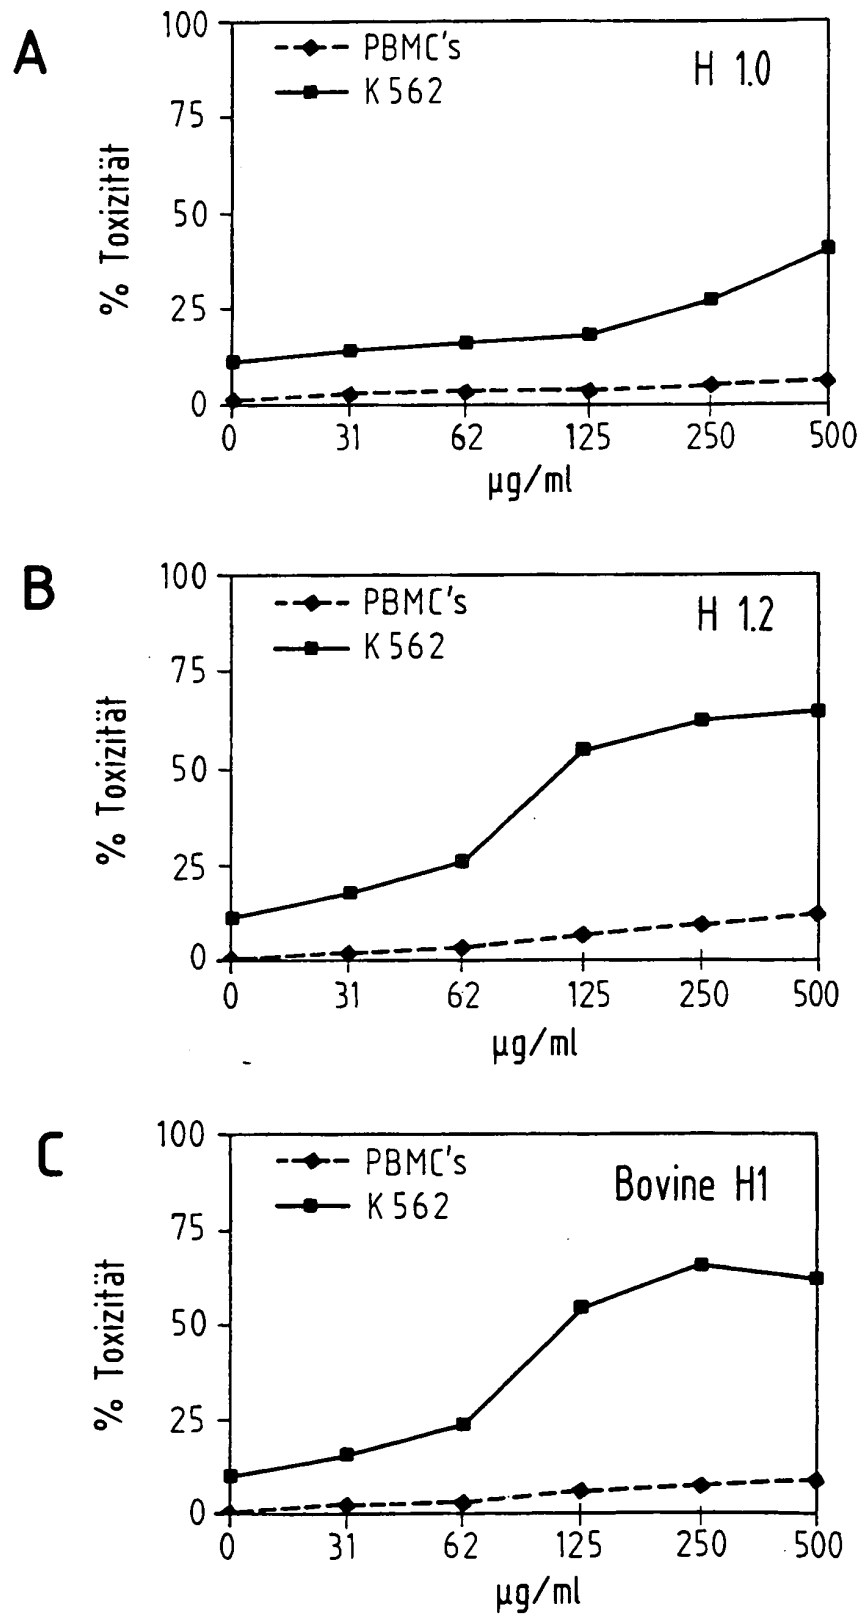 A
100
75
50
25
0
% Toxizität
PBMC's
K 562
H 1.0
0 31 62 125 250 500
µg/ml
B
100
75
50
25
0
% Toxizität
PBMC's
K 562
H 1.2
0 31 62 125 250 500
µg/ml
C
100
75
50
25
0
% Toxizität
PBMC's
K 562
Bovine H1
0 31 62 125 250 500
µg/ml